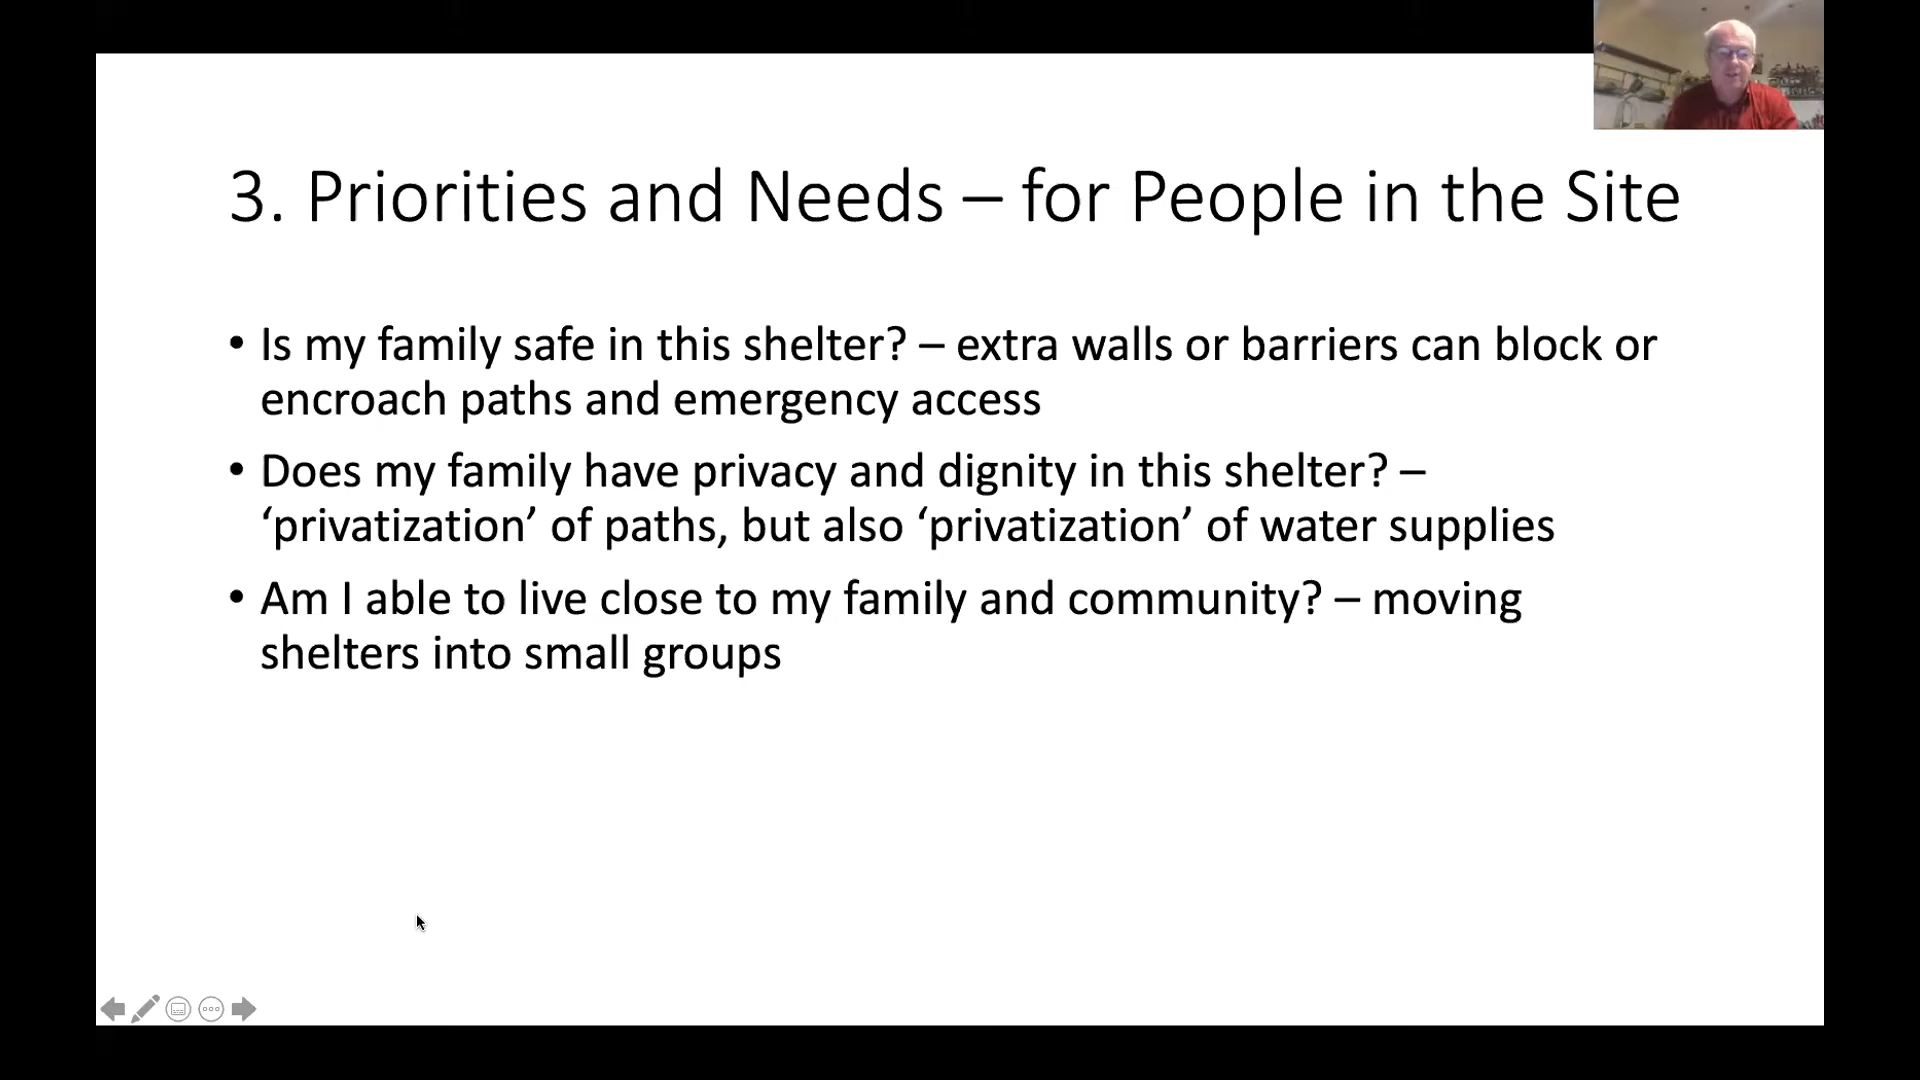 3. Priorities and Needs – for People in the Site
• Is my family safe in this shelter? – extra walls or barriers can block or
encroach paths and emergency access
• Does my family have privacy and dignity in this shelter? –
‘privatization’ of paths, but also ‘privatization’ of water supplies
• Am I able to live close to my family and community? – moving
shelters into small groups